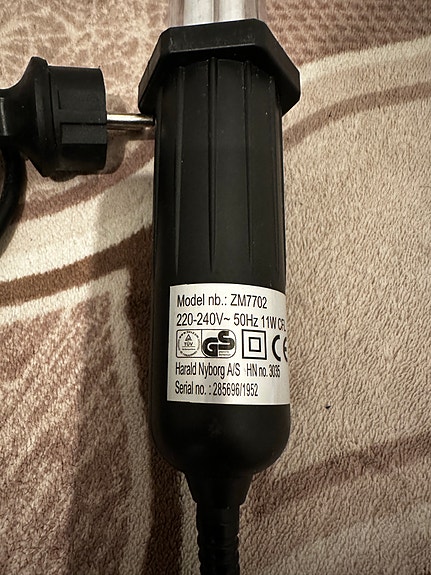 Model nb.: ZM7702
220-240V~ 50Hz 11W CFL
TÜV GS CE
Harald Nyborg A/S HN no. 3035
Serial no. : 285696/1952